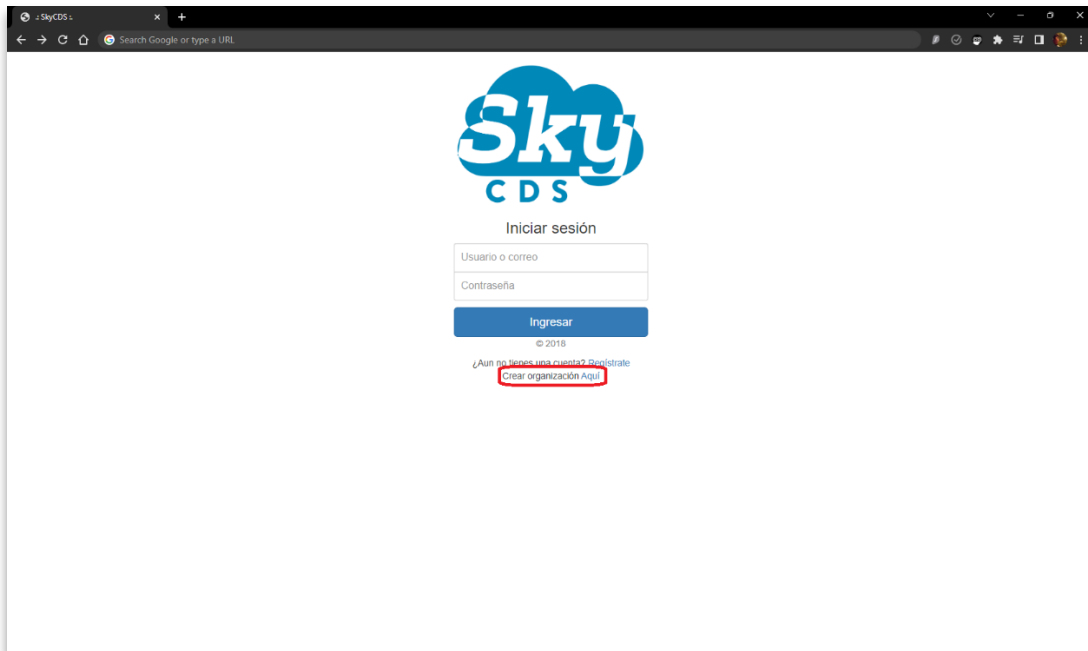 .: SkyCDS :.
Search Google or type a URL
Sky
CDS
Iniciar sesión
Usuario o correo
Contraseña
Ingresar
© 2018
¿Aun no tienes una cuenta? Regístrate
Crear organización Aquí